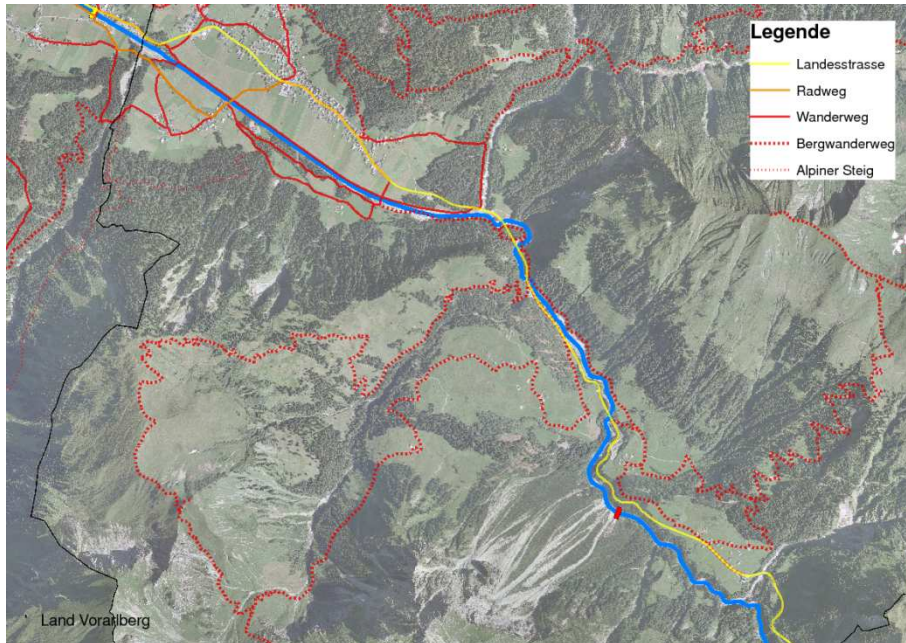 Legende
Landesstrasse
Radweg
Wanderweg
Bergwanderweg
Alpiner Steig
Land Vorarlberg